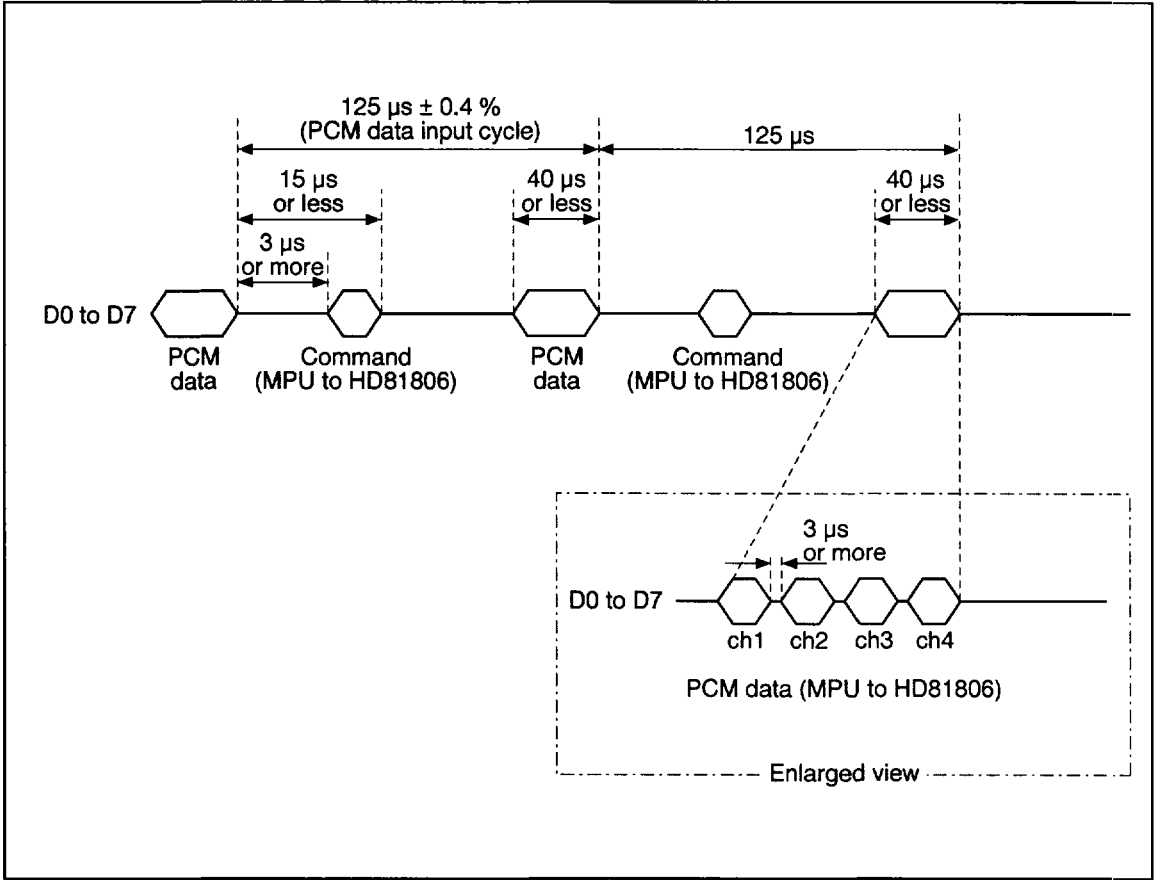 125 µs ± 0.4 %
(PCM data input cycle)
125 µs
15 µs
or less
40 µs
or less
40 µs
or less
3 µs
or more
D0 to D7
PCM
data
Command
(MPU to HD81806)
PCM
data
Command
(MPU to HD81806)
3 µs
or more
D0 to D7
ch1 ch2 ch3 ch4
PCM data (MPU to HD81806)
Enlarged view